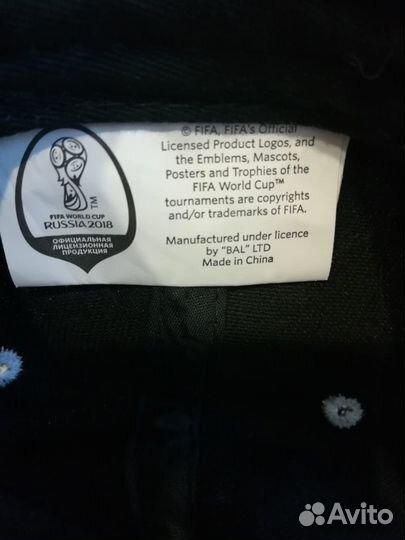 © FIFA, FIFA's Official
Licensed Product Logos, and
the Emblems, Mascots,
Posters and Trophies of the
FIFA World Cup™
tournaments are copyrights
and/or trademarks of FIFA.
Manufactured under licence
by "BAL" LTD
Made in China
TM
FIFA WORLD CUP
RUSSIA 2018
ОФИЦИАЛЬНАЯ
ЛИЦЕНЗИОННАЯ
ПРОДУКЦИЯ
Avito